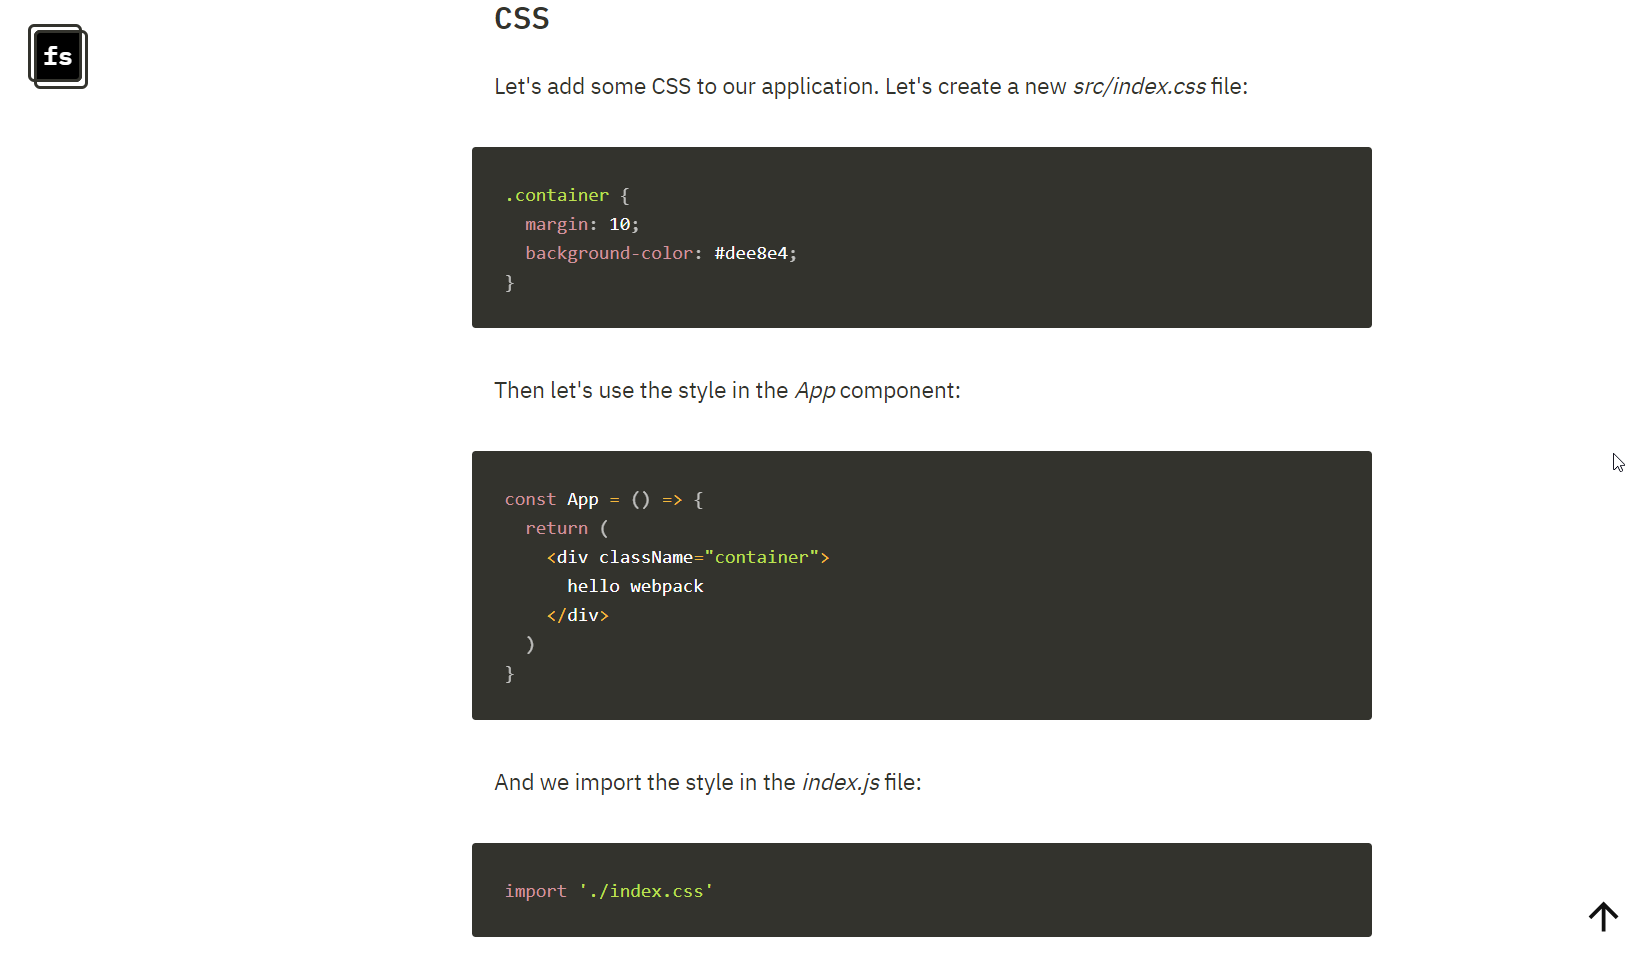 fs
CSS
Let's add some CSS to our application. Let's create a new src/index.css file:
.container {
  margin: 10;
  background-color: #dee8e4;
}
Then let's use the style in the App component:
const App = () => {
  return (
    <div className="container">
      hello webpack
    </div>
  )
}
And we import the style in the index.js file:
import './index.css'